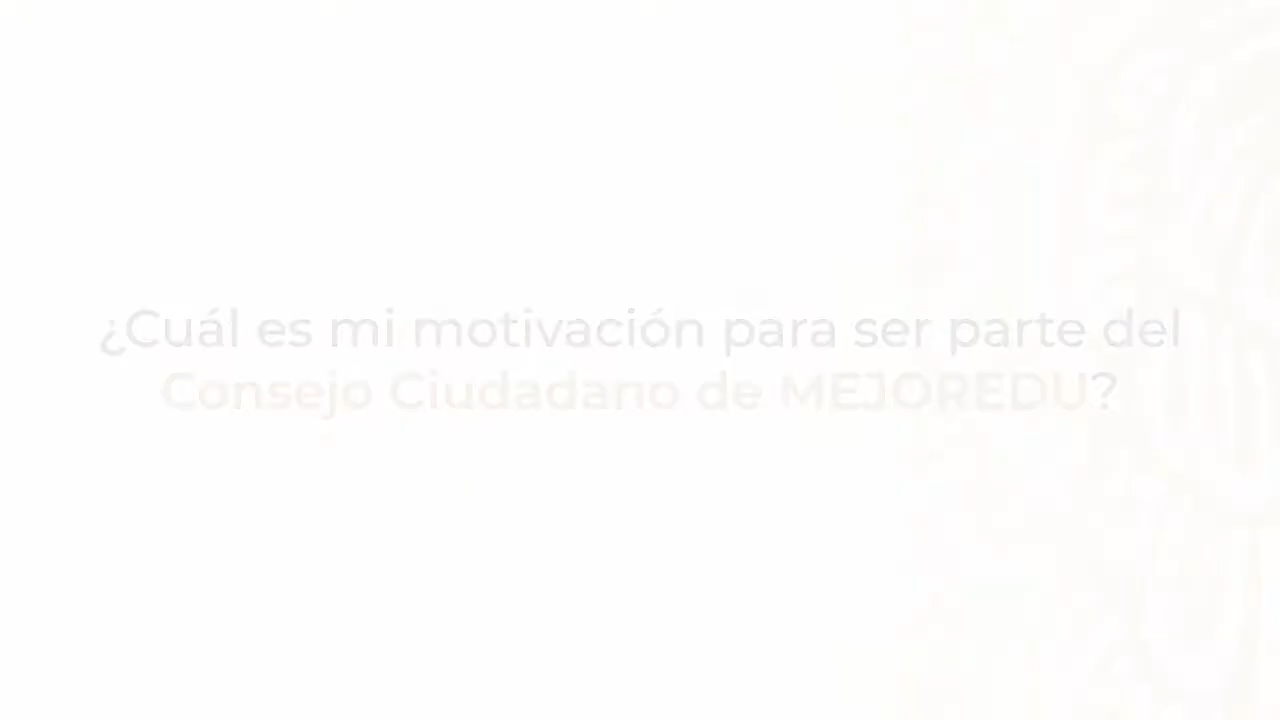 ¿Cuál es mi motivación para ser parte del
Consejo Ciudadano de MEJOREDU?